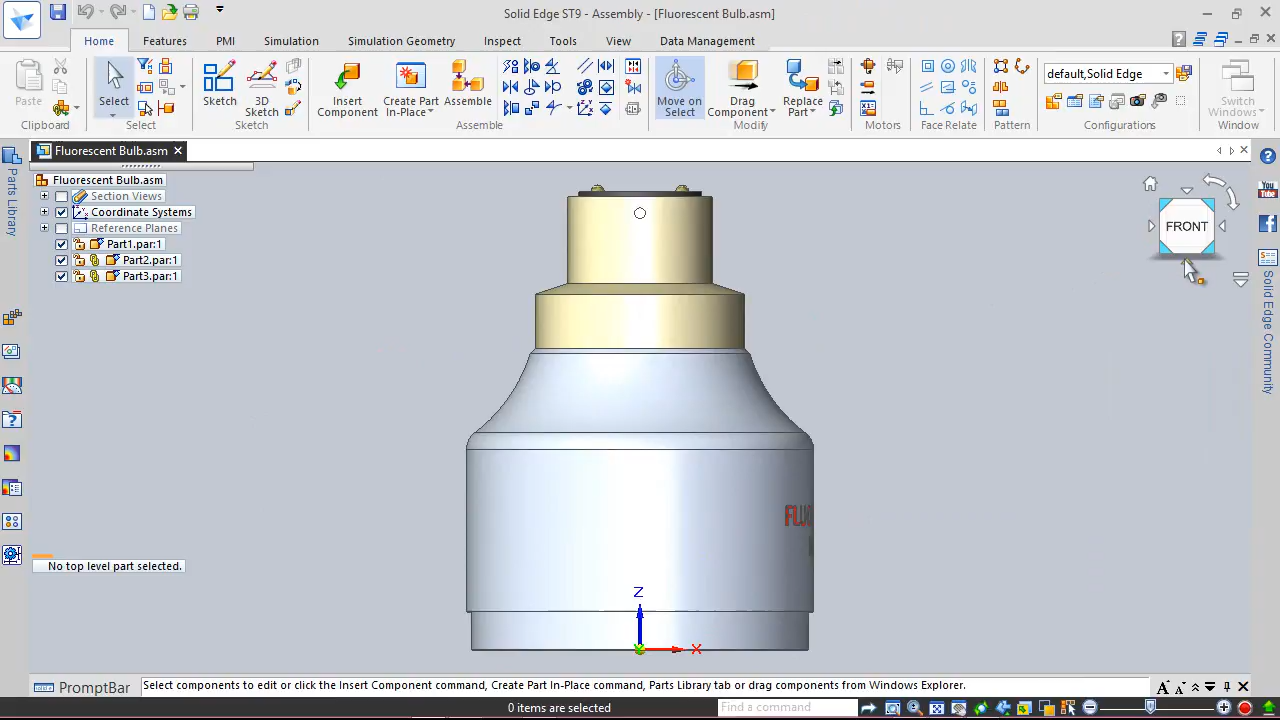 Solid Edge ST9 - Assembly - [Fluorescent Bulb.asm]
Home
Features
PMI
Simulation
Simulation Geometry
Inspect
Tools
View
Data Management
Paste
Clipboard
Select
Select
Sketch
3D Sketch
Sketch
Insert Component
Create Part In-Place
Assemble
Assemble
Move on Select
Drag Component
Replace Part
Modify
Motors
Face Relate
Pattern
default,Solid Edge
Configurations
Switch Windows
Window
Fluorescent Bulb.asm
Parts Library
Fluorescent Bulb.asm
Section Views
Coordinate Systems
Reference Planes
Part1.par:1
Part2.par:1
Part3.par:1
No top level part selected.
FRONT
You Tube
Solid Edge Community
FLUO
Z
X
PromptBar
Select components to edit or click the Insert Component command, Create Part In-Place command, Parts Library tab or drag components from Windows Explorer.
0 items are selected
Find a command